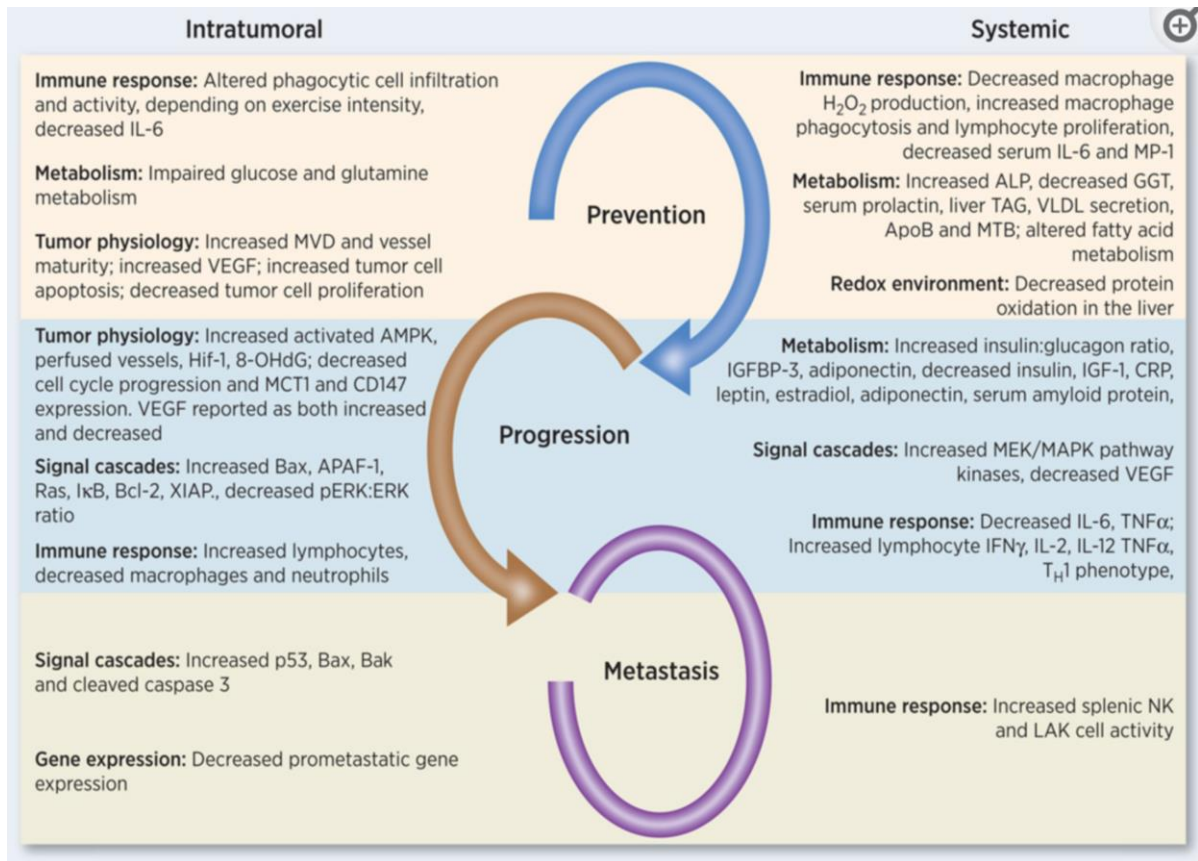 Intratumoral
Systemic
Immune response: Altered phagocytic cell infiltration
and activity, depending on exercise intensity,
decreased IL-6
Metabolism: Impaired glucose and glutamine
metabolism
Tumor physiology: Increased MVD and vessel
maturity; increased VEGF; increased tumor cell
apoptosis; decreased tumor cell proliferation
Prevention
Immune response: Decreased macrophage
H₂O₂ production, increased macrophage
phagocytosis and lymphocyte proliferation,
decreased serum IL-6 and MP-1
Metabolism: Increased ALP, decreased GGT,
serum prolactin, liver TAG, VLDL secretion,
ApoB and MTB; altered fatty acid
metabolism
Redox environment: Decreased protein
oxidation in the liver
Tumor physiology: Increased activated AMPK,
perfused vessels, Hif-1, 8-OHdG; decreased
cell cycle progression and MCT1 and CD147
expression. VEGF reported as both increased
and decreased
Signal cascades: Increased Bax, APAF-1,
Ras, IκB, Bcl-2, XIAP., decreased pERK:ERK
ratio
Immune response: Increased lymphocytes,
decreased macrophages and neutrophils
Progression
Metabolism: Increased insulin:glucagon ratio,
IGFBP-3, adiponectin, decreased insulin, IGF-1, CRP,
leptin, estradiol, adiponectin, serum amyloid protein,
Signal cascades: Increased MEK/MAPK pathway
kinases, decreased VEGF
Immune response: Decreased IL-6, TNFα;
Increased lymphocyte IFNγ, IL-2, IL-12 TNFα,
T_H1 phenotype,
Signal cascades: Increased p53, Bax, Bak
and cleaved caspase 3
Gene expression: Decreased prometastatic gene
expression
Metastasis
Immune response: Increased splenic NK
and LAK cell activity